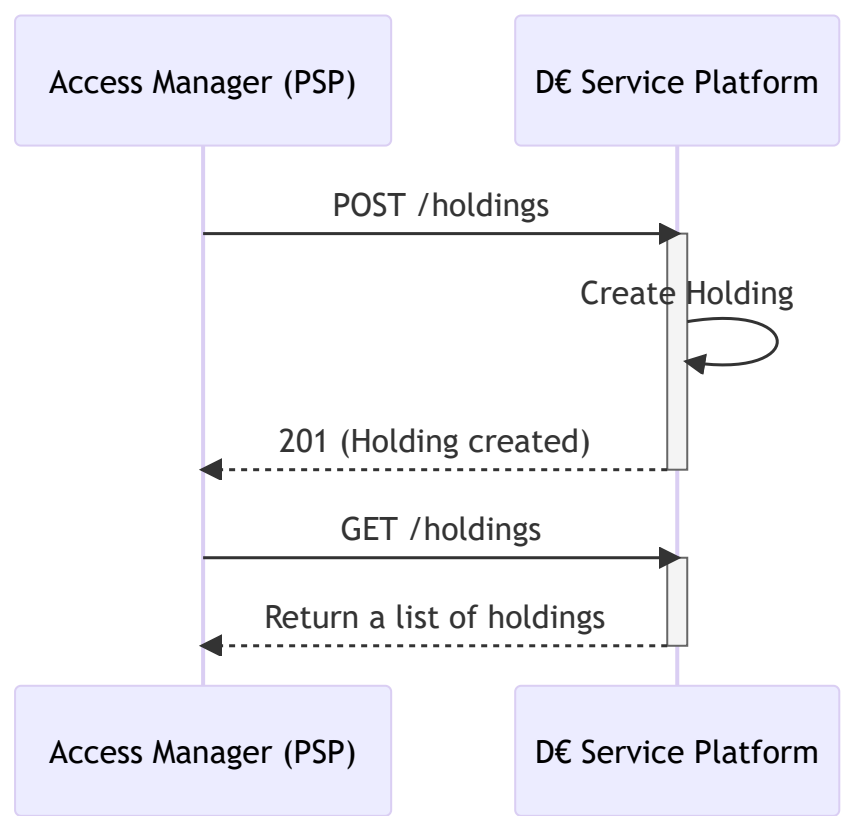 Access Manager (PSP)
D€ Service Platform
POST /holdings
Create Holding
201 (Holding created)
GET /holdings
Return a list of holdings
Access Manager (PSP)
D€ Service Platform